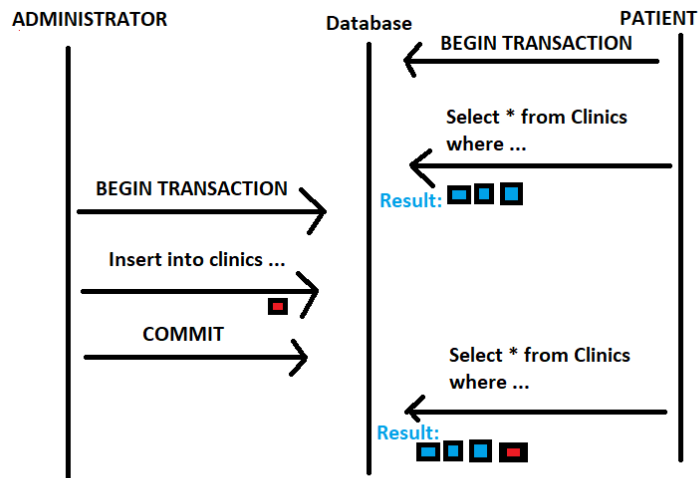 ADMINISTRATOR
Database
PATIENT
BEGIN TRANSACTION
Select * from Clinics
where ...
BEGIN TRANSACTION
Result:
Insert into clinics ...
COMMIT
Select * from Clinics
where ...
Result: